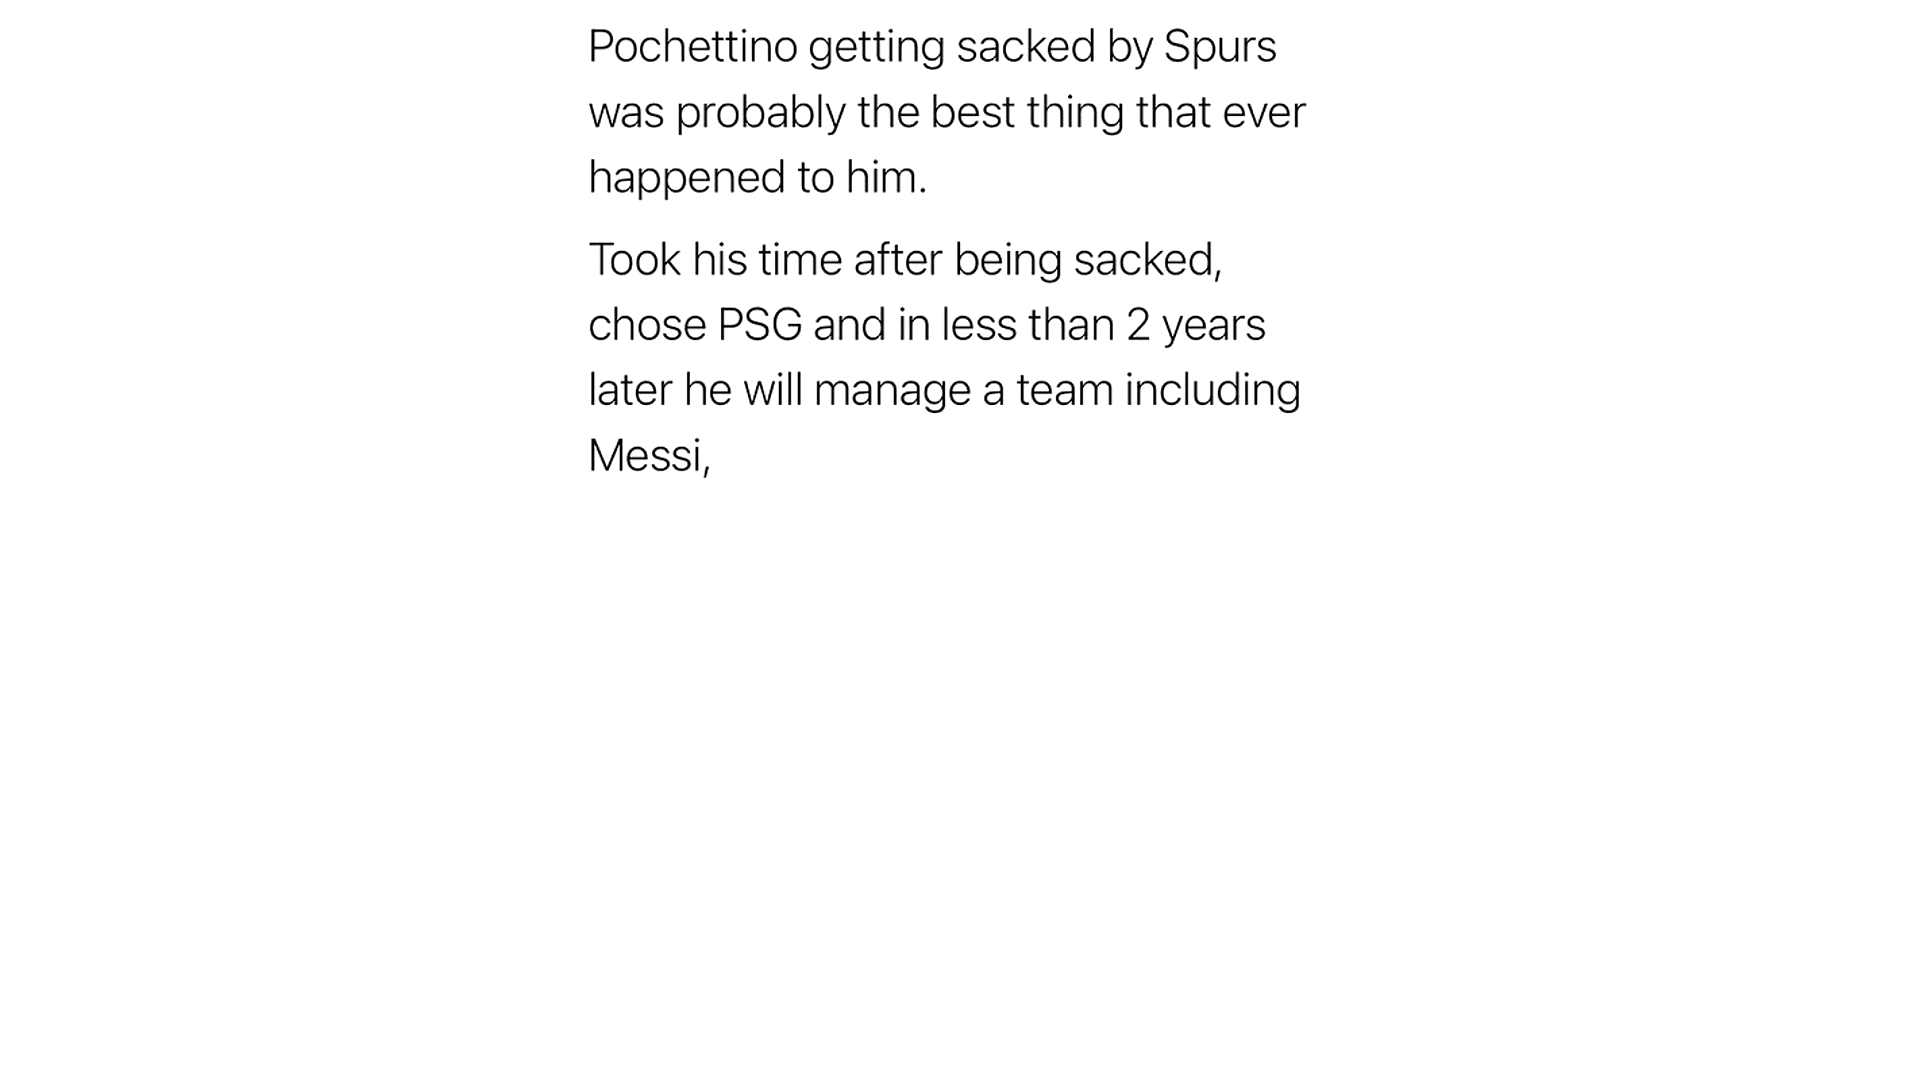 Pochettino getting sacked by Spurs
was probably the best thing that ever
happened to him.
Took his time after being sacked,
chose PSG and in less than 2 years
later he will manage a team including
Messi,